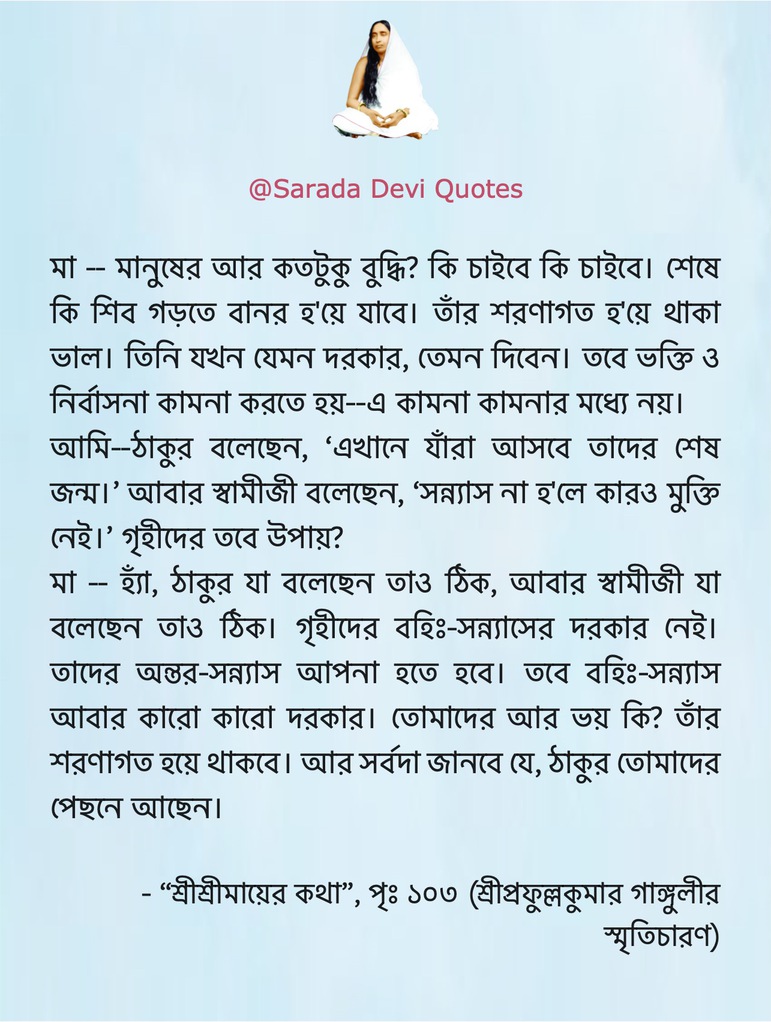 @Sarada Devi Quotes
মা -- মানুষের আর কতটুকু বুদ্ধি? কি চাইবে কি চাইবে। শেষে
কি শিব গড়তে বানর হ'য়ে যাবে। তাঁর শরণাগত হ'য়ে থাকা
ভাল। তিনি যখন যেমন দরকার, তেমন দিবেন। তবে ভক্তি ও
নির্বাসনা কামনা করতে হয়--এ কামনা কামনার মধ্যে নয়।
আমি--ঠাকুর বলেছেন, ‘এখানে যাঁরা আসবে তাদের শেষ
জন্ম।’ আবার স্বামীজী বলেছেন, ‘সন্ন্যাস না হ'লে কারও মুক্তি
নেই।’ গৃহীদের তবে উপায়?
মা -- হ্যাঁ, ঠাকুর যা বলেছেন তাও ঠিক, আবার স্বামীজী যা
বলেছেন তাও ঠিক। গৃহীদের বহিঃ-সন্ন্যাসের দরকার নেই।
তাদের অন্তর-সন্ন্যাস আপনা হতে হবে। তবে বহিঃ-সন্ন্যাস
আবার কারো কারো দরকার। তোমাদের আর ভয় কি? তাঁর
শরণাগত হয়ে থাকবে। আর সর্বদা জানবে যে, ঠাকুর তোমাদের
পেছনে আছেন।
- “শ্রীশ্রীমায়ের কথা”, পৃঃ ১০৩ (শ্রীপ্রফুল্লকুমার গাঙ্গুলীর
স্মৃতিচারণ)